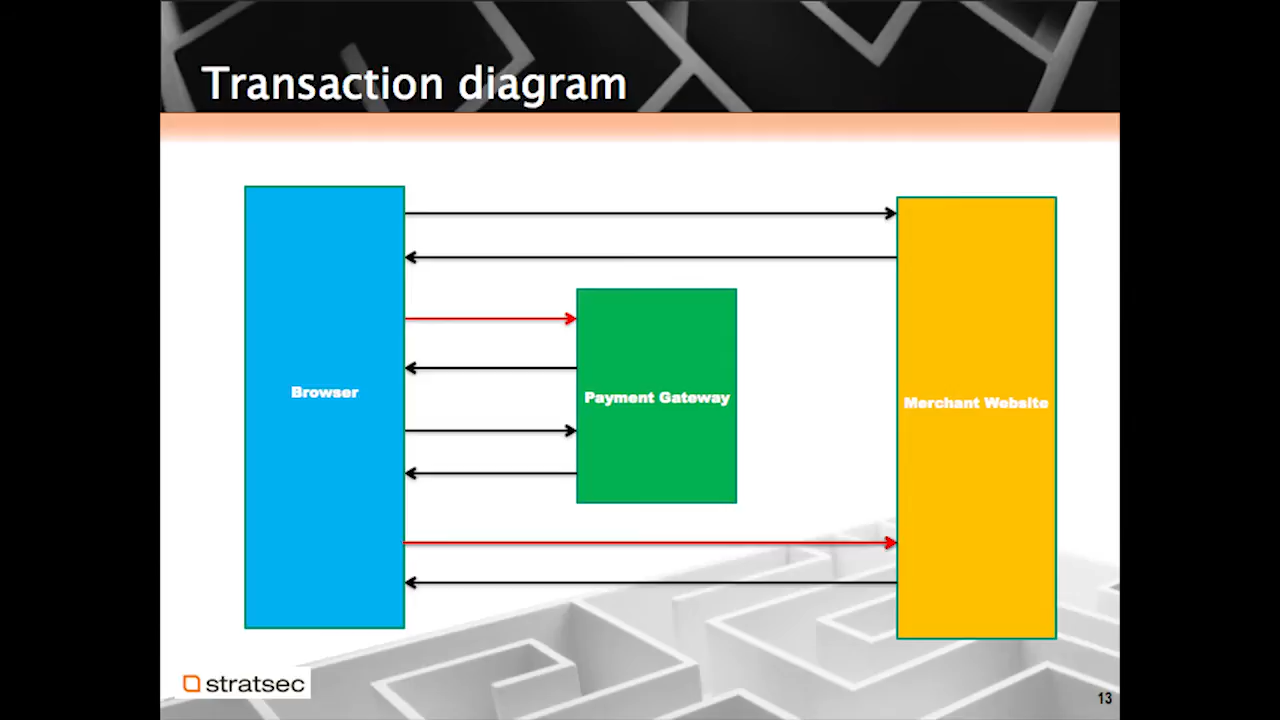 Transaction diagram
Browser
Payment Gateway
Merchant Website
stratsec
13